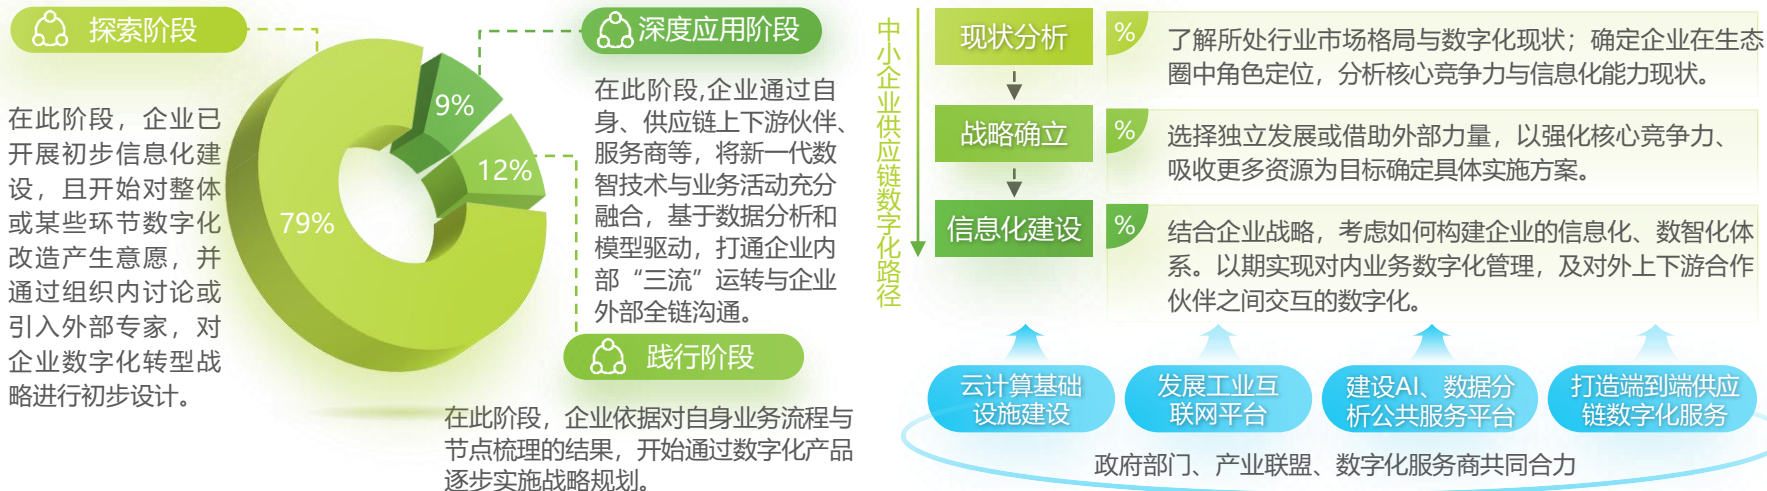 探索阶段
在此阶段，企业已
开展初步信息化建
设，且开始对整体
或某些环节数字化
改造产生意愿，并
通过组织内讨论或
引入外部专家，对
企业数字化转型战
略进行初步设计。
79%
9%
12%
深度应用阶段
在此阶段,企业通过自
身、供应链上下游伙伴、
服务商等，将新一代数
智技术与业务活动充分
融合，基于数据分析和
模型驱动，打通企业内
部“三流”运转与企业
外部全链沟通。
践行阶段
在此阶段，企业依据对自身业务流程与
节点梳理的结果，开始通过数字化产品
逐步实施战略规划。
中小企业供应链数字化路径
现状分析
%
了解所处行业市场格局与数字化现状；确定企业在生态
圈中角色定位，分析核心竞争力与信息化能力现状。
战略确立
%
选择独立发展或借助外部力量，以强化核心竞争力、
吸收更多资源为目标确定具体实施方案。
信息化建设
%
结合企业战略，考虑如何构建企业的信息化、数智化体
系。以期实现对内业务数字化管理，及对外上下游合作
伙伴之间交互的数字化。
云计算基础
设施建设
发展工业互
联网平台
建设AI、数据分
析公共服务平台
打造端到端供应
链数字化服务
政府部门、产业联盟、数字化服务商共同合力